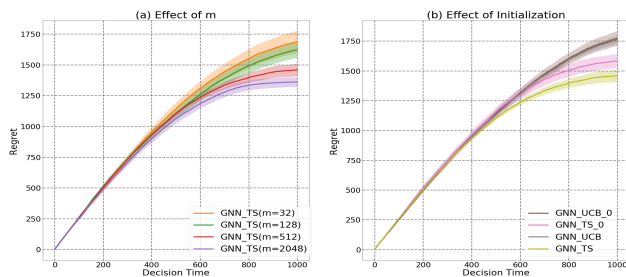 (a) Effect of m
Regret
1750
1500
1250
1000
750
500
250
0
0 200 400 600 800 1000
Decision Time
GNN_TS(m=32)
GNN_TS(m=128)
GNN_TS(m=512)
GNN_TS(m=2048)
(b) Effect of Initialization
Regret
1750
1500
1250
1000
750
500
250
0
0 200 400 600 800 1000
Decision Time
GNN_UCB_0
GNN_TS_0
GNN_UCB
GNN_TS